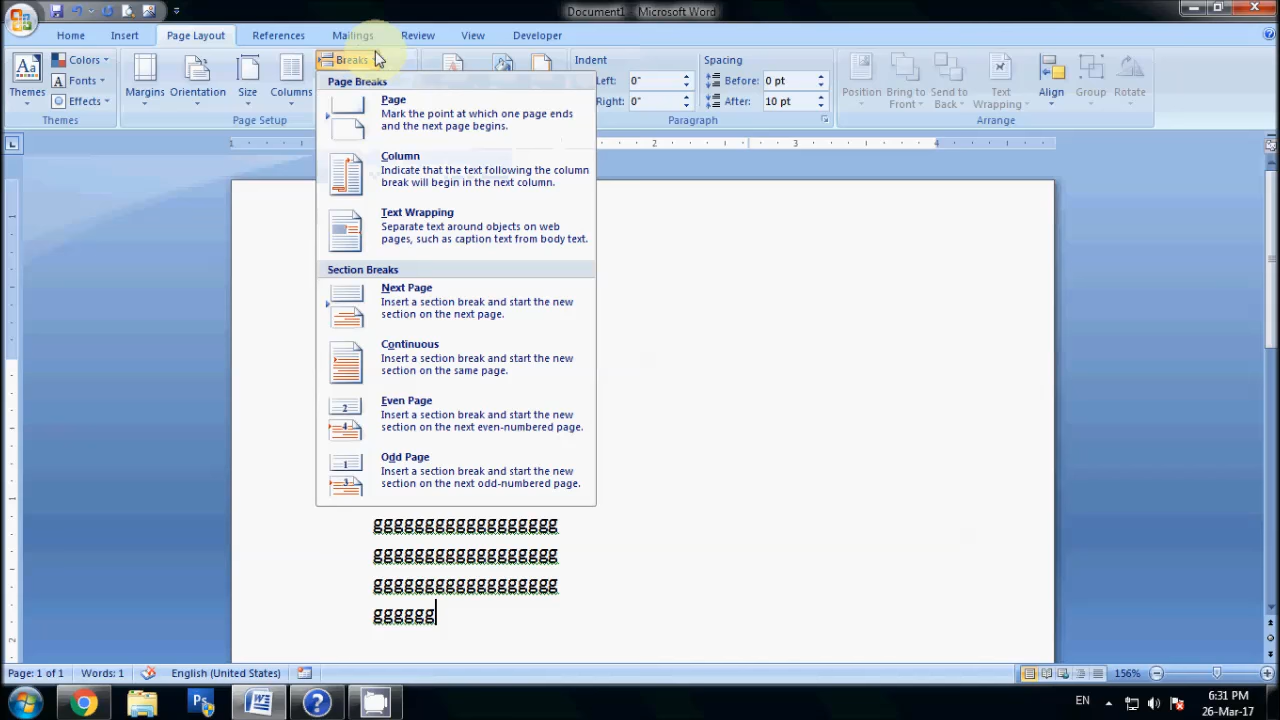 Document1 - Microsoft Word
Home Insert Page Layout References Mailings Review View Developer
Themes
Colors
Fonts
Effects
Themes
Margins Orientation Size Columns
Page Setup
Breaks
Indent
Left: 0"
Right: 0"
Spacing
Before: 0 pt
After: 10 pt
Paragraph
Position Bring to Front Send to Back Text Wrapping Align Group Rotate
Arrange
1 2 3 4
Page Breaks
Page
Mark the point at which one page ends
and the next page begins.
Column
Indicate that the text following the column
break will begin in the next column.
Text Wrapping
Separate text around objects on web
pages, such as caption text from body text.
Section Breaks
Next Page
Insert a section break and start the new
section on the next page.
Continuous
Insert a section break and start the new
section on the same page.
Even Page
Insert a section break and start the new
section on the next even-numbered page.
Odd Page
Insert a section break and start the new
section on the next odd-numbered page.
gggggggggggggggggg
gggggggggggggggggg
gggggggggggggggggg
gggggg
Page: 1 of 1 Words: 1 English (United States) 156%
EN 6:31 PM
26-Mar-17